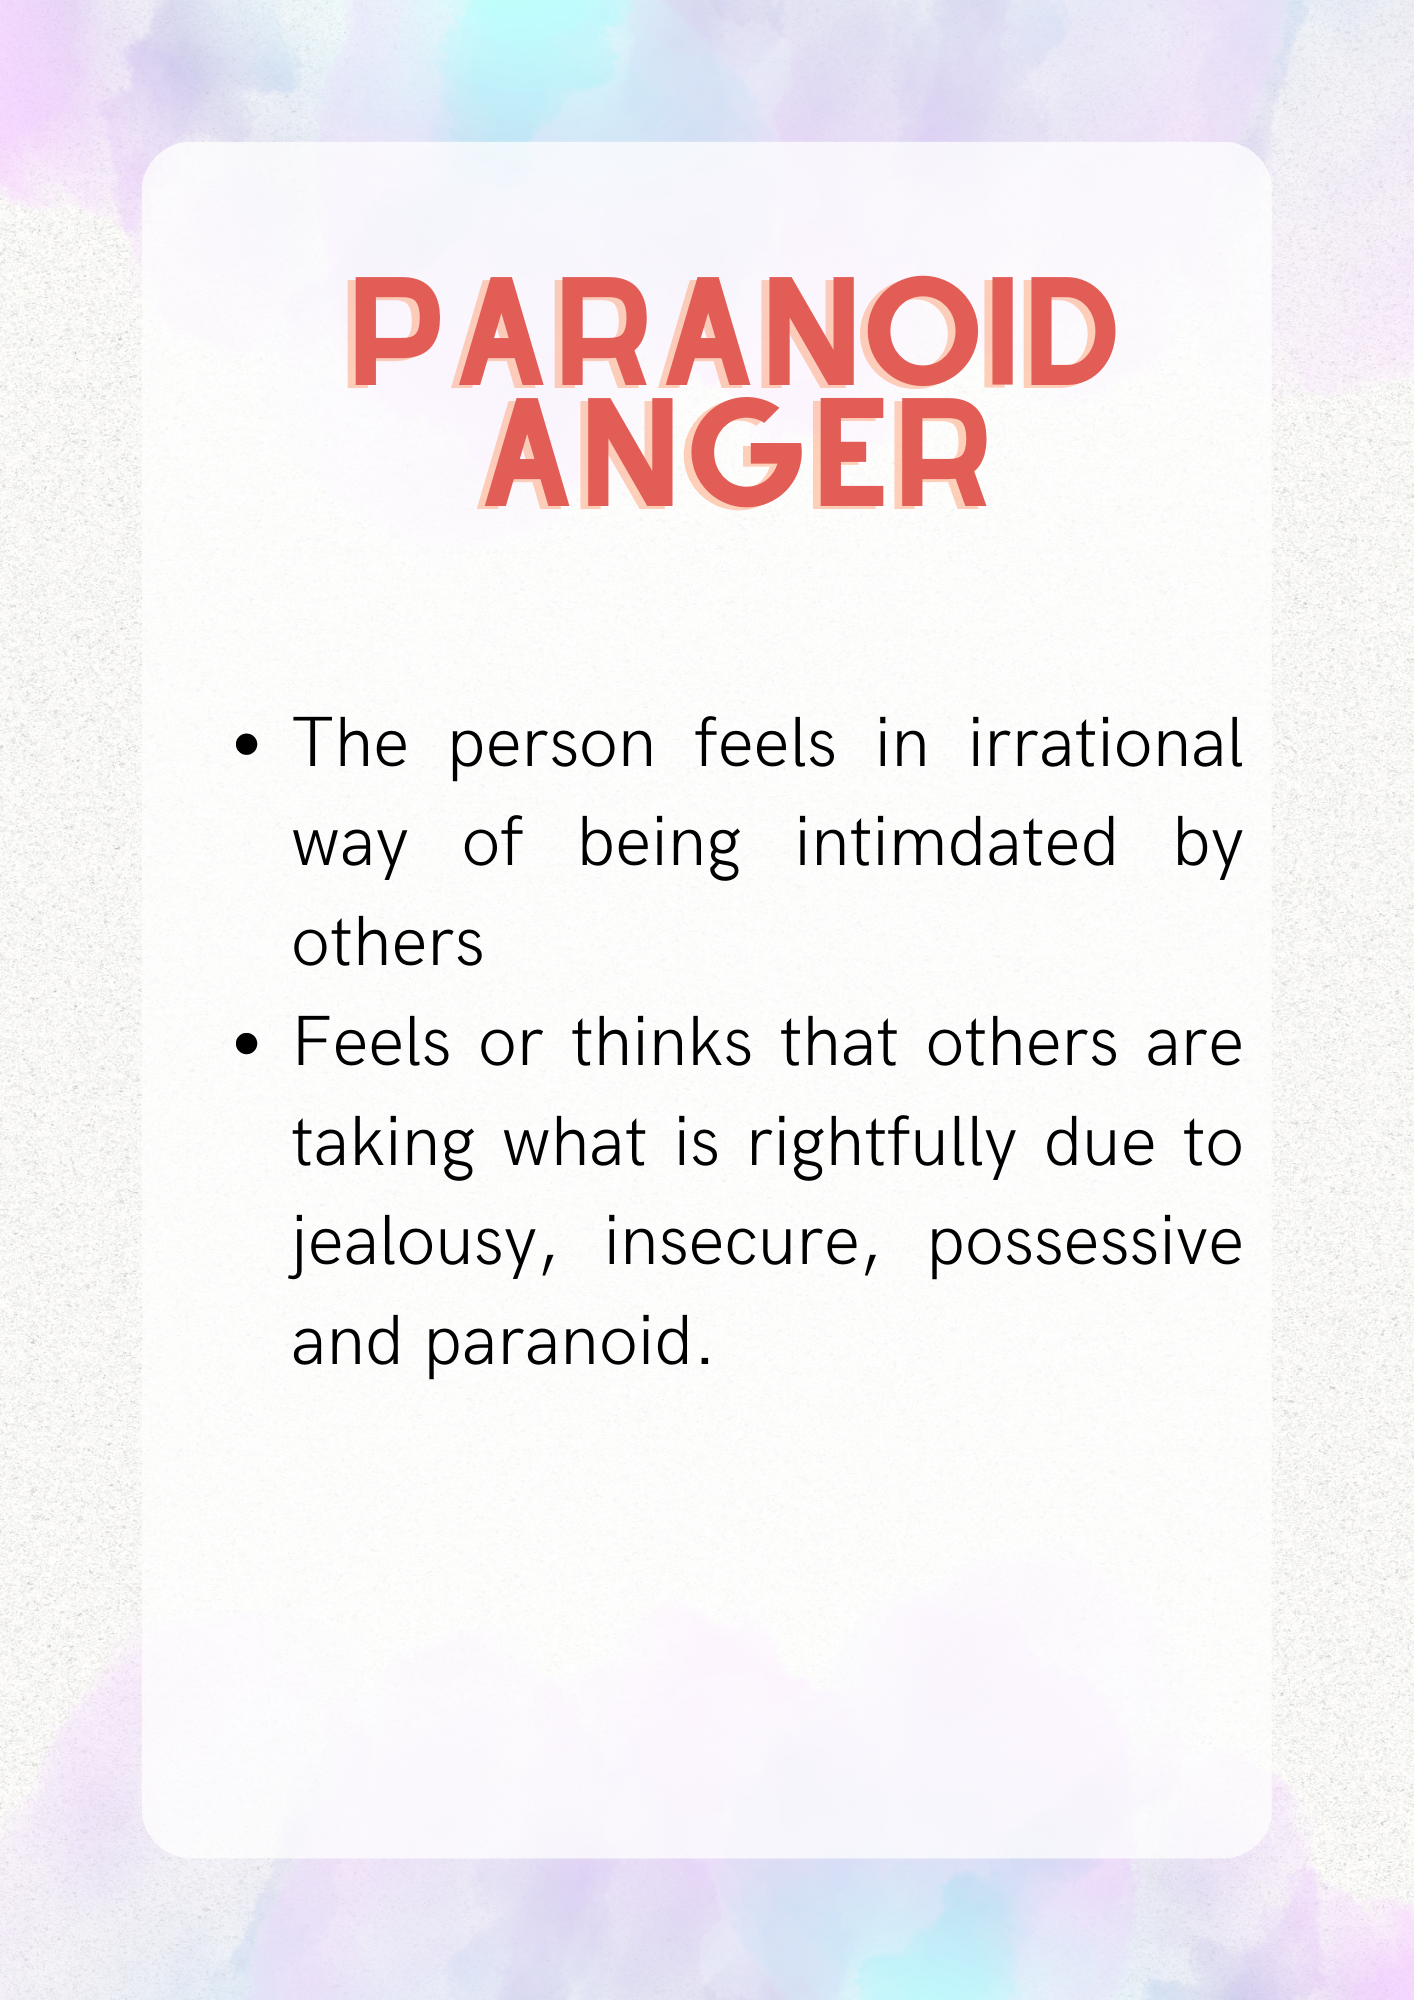 PARANOID
ANGER
• The person feels in irrational
way of being intimdated by
others
• Feels or thinks that others are
taking what is rightfully due to
jealousy, insecure, possessive
and paranoid.